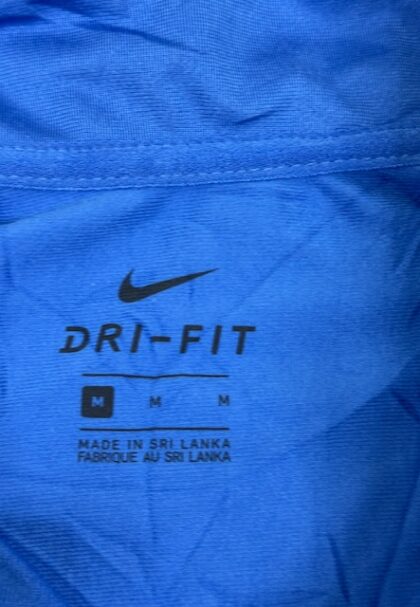 DRI-FIT
M M M
MADE IN SRI LANKA
FABRIQUE AU SRI LANKA